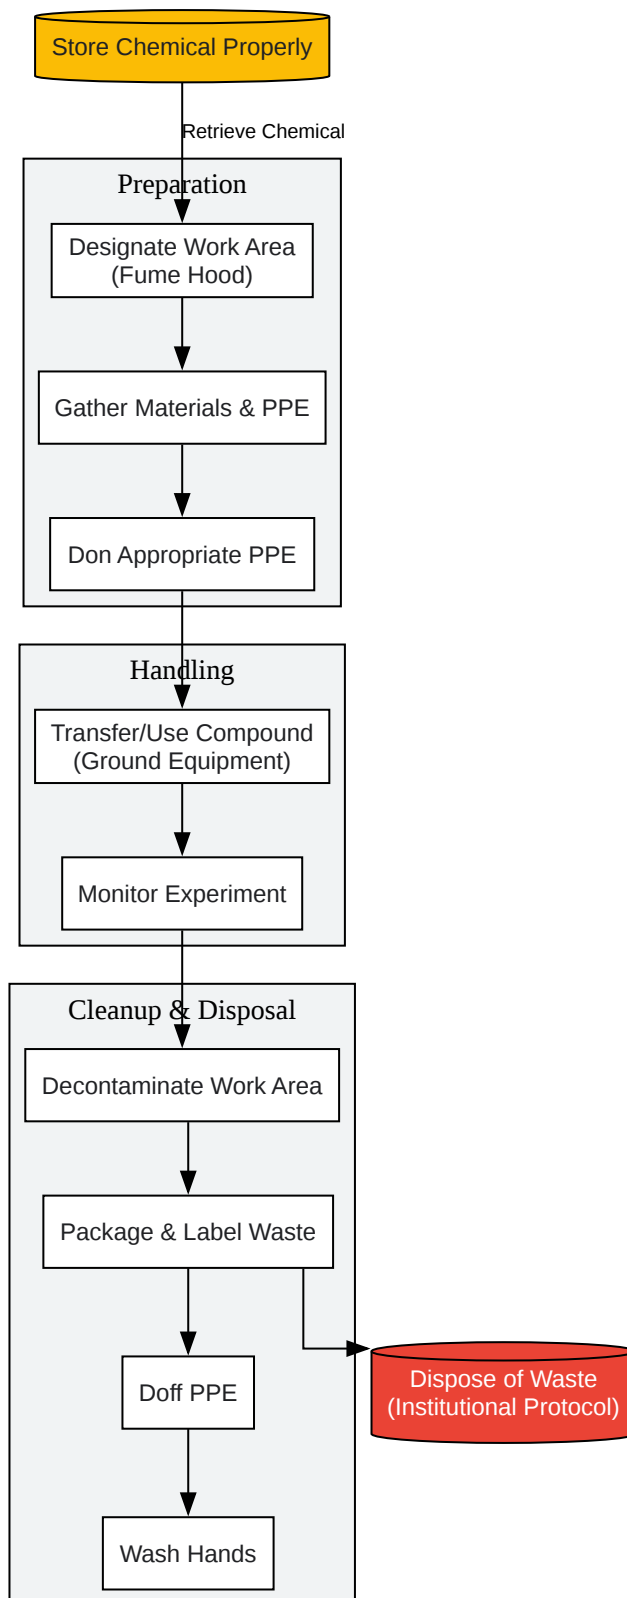 Store Chemical Properly
Retrieve Chemical
Preparation
Designate Work Area
(Fume Hood)
Gather Materials & PPE
Don Appropriate PPE
Handling
Transfer/Use Compound
(Ground Equipment)
Monitor Experiment
Cleanup & Disposal
Decontaminate Work Area
Package & Label Waste
Doff PPE
Dispose of Waste
(Institutional Protocol)
Wash Hands